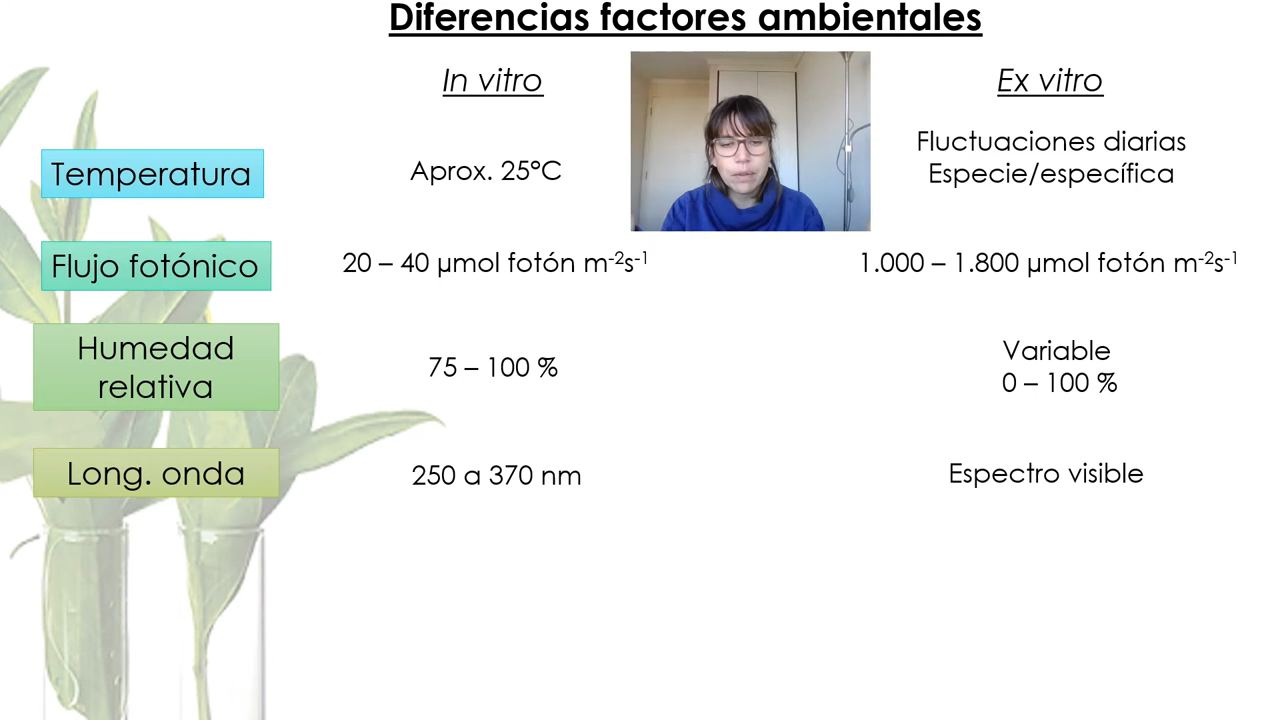 Diferencias factores ambientales
In vitro
Ex vitro
Temperatura
Aprox. 25°C
Fluctuaciones diarias
Especie/específica
Flujo fotónico
20 – 40 µmol fotón m-2s-1
1.000 – 1.800 µmol fotón m-2s-1
Humedad
relativa
75 – 100 %
Variable
0 – 100 %
Long. onda
250 a 370 nm
Espectro visible